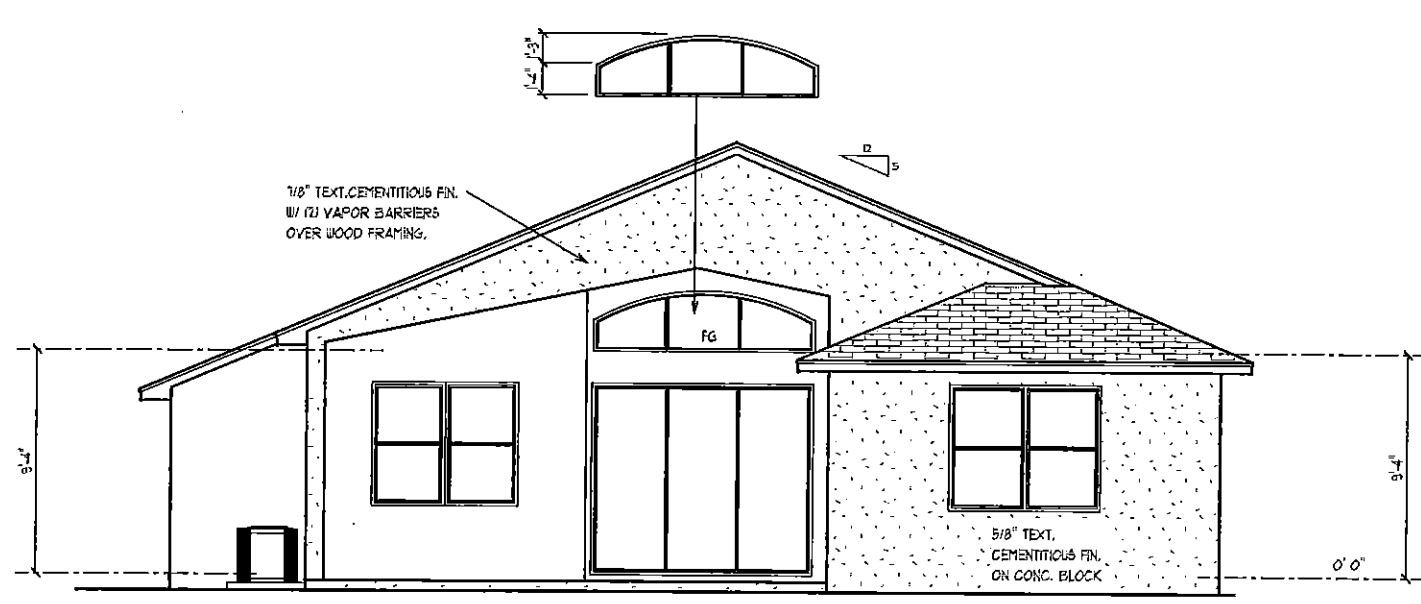 1'-3"
1'-4"
12
5
7/8" TEXT.CEMENTITIOUS FIN.
W/ (2) VAPOR BARRIERS
OVER WOOD FRAMING.
FG
9'-4"
9'-4"
5/8" TEXT.
CEMENTITIOUS FIN.
ON CONC. BLOCK
0' 0"